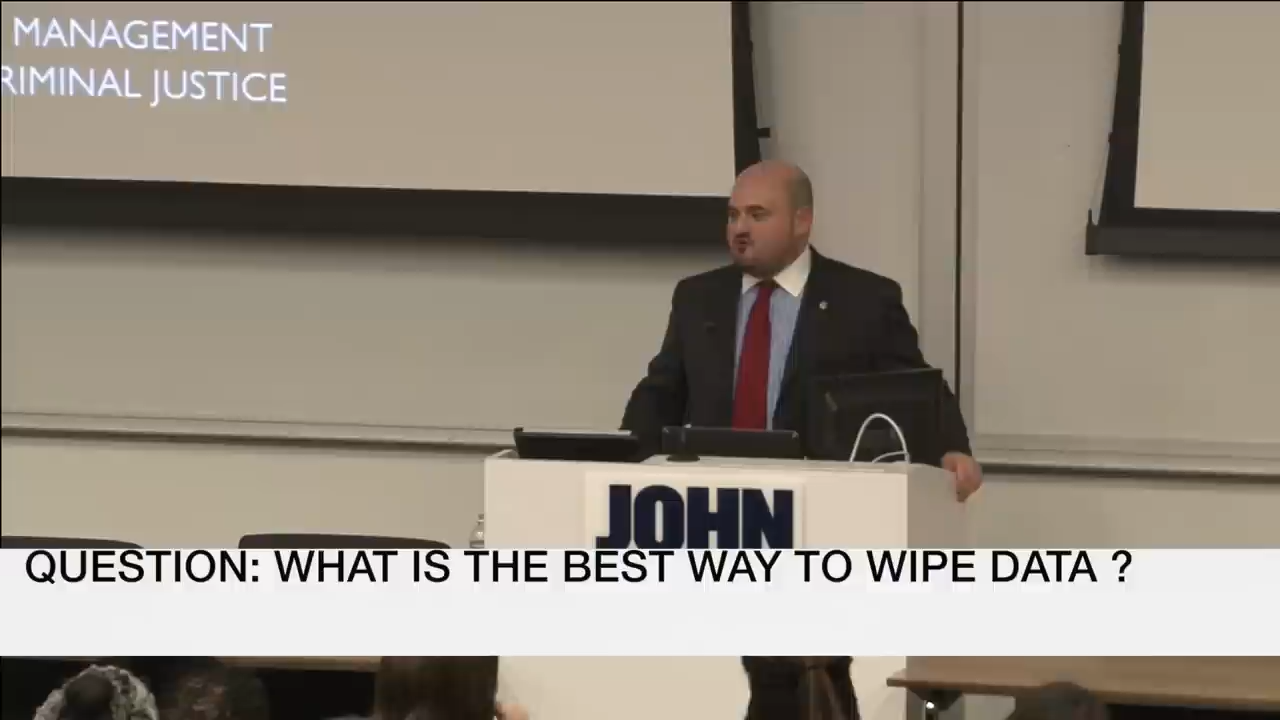 MANAGEMENT
RIMINAL JUSTICE
JOHN
QUESTION: WHAT IS THE BEST WAY TO WIPE DATA ?